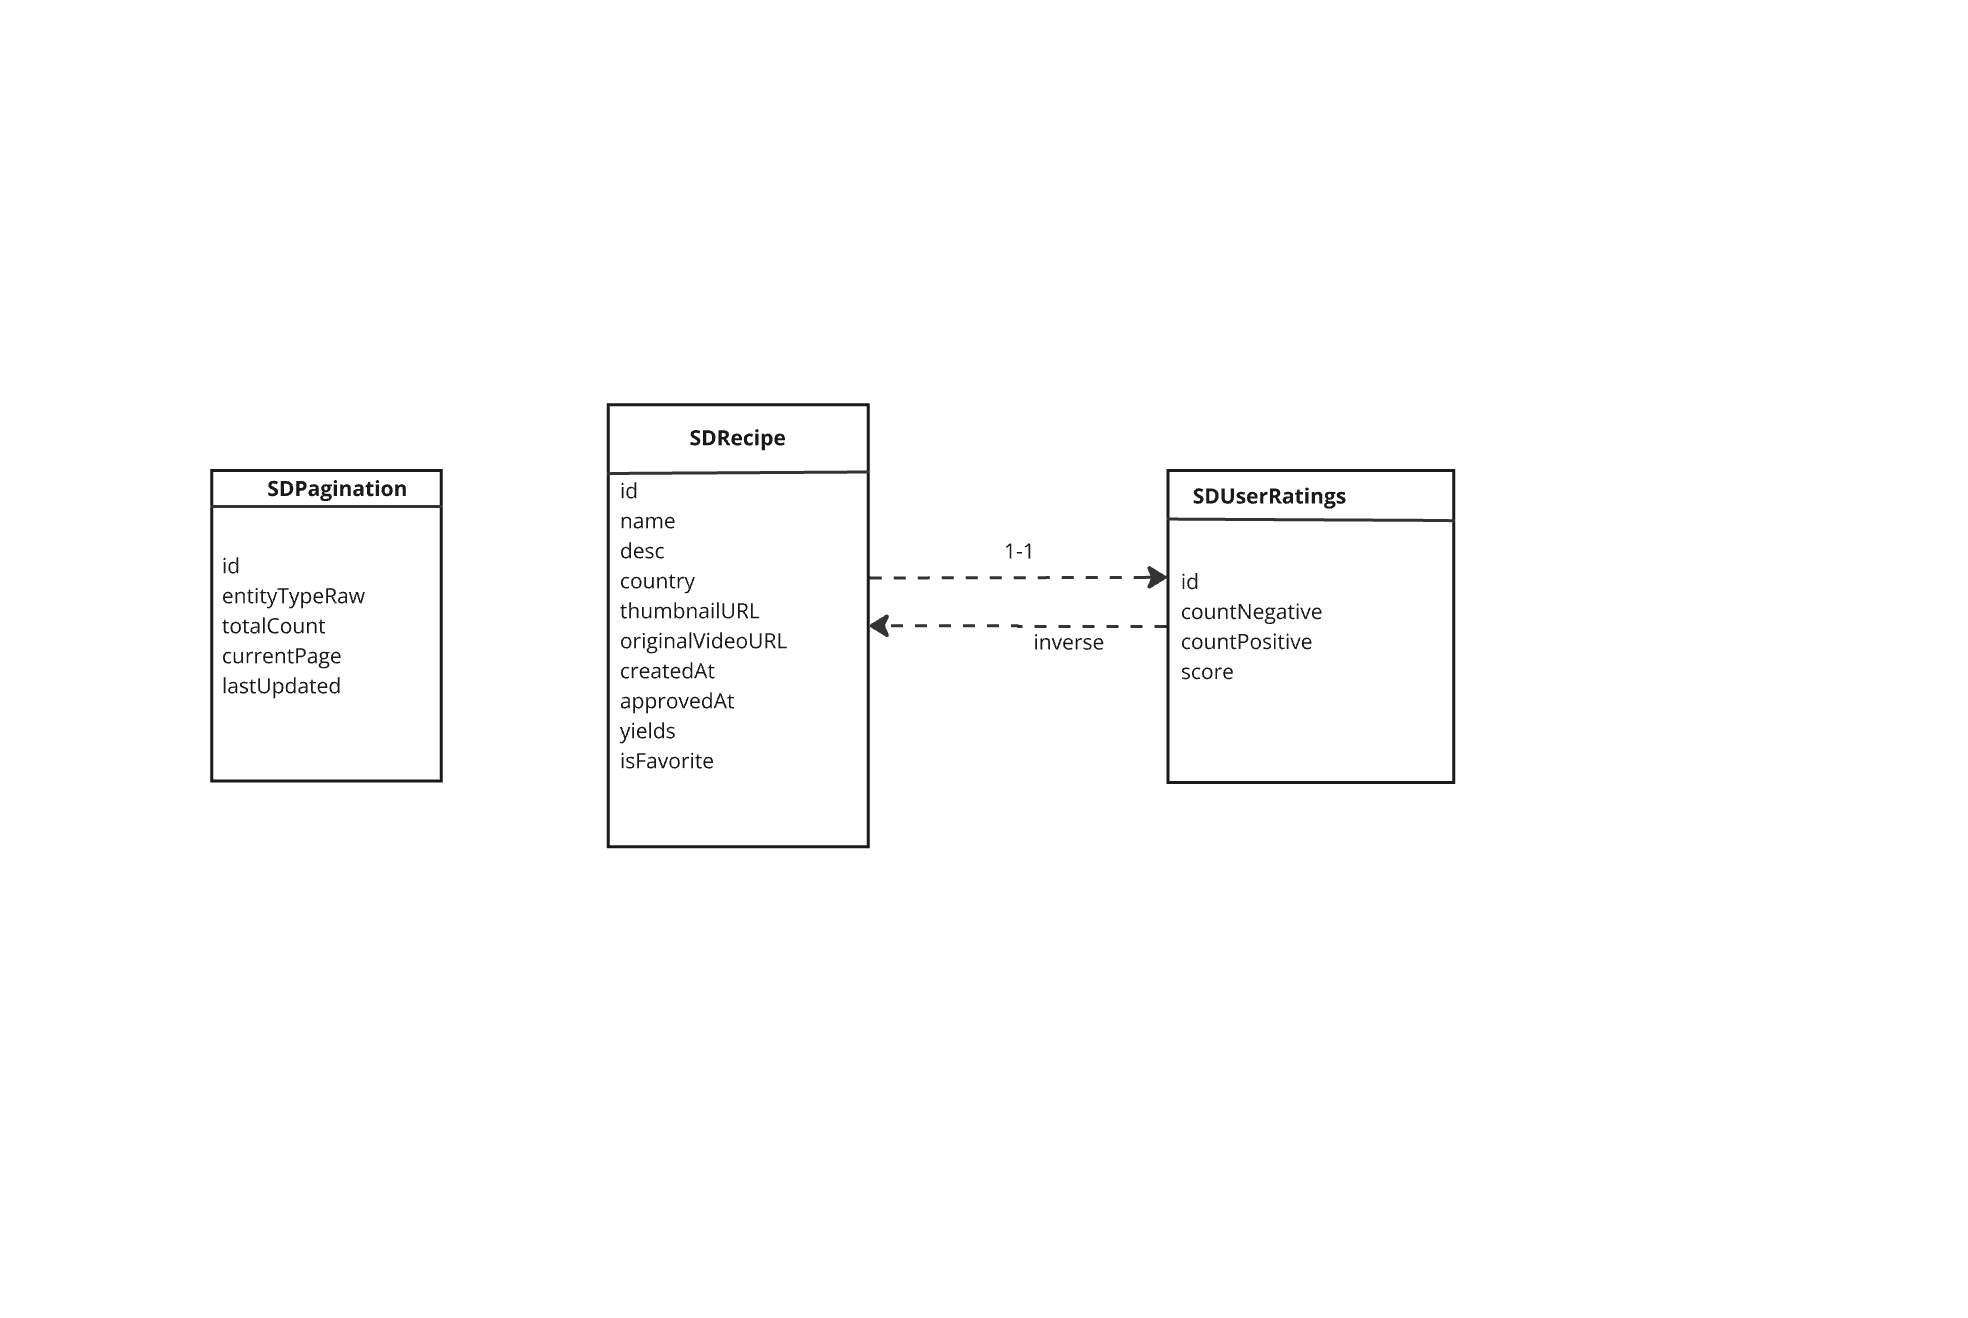 SDPagination
id
entityTypeRaw
totalCount
currentPage
lastUpdated
SDRecipe
id
name
desc
country
thumbnailURL
originalVideoURL
createdAt
approvedAt
yields
isFavorite
1-1
inverse
SDUserRatings
id
countNegative
countPositive
score